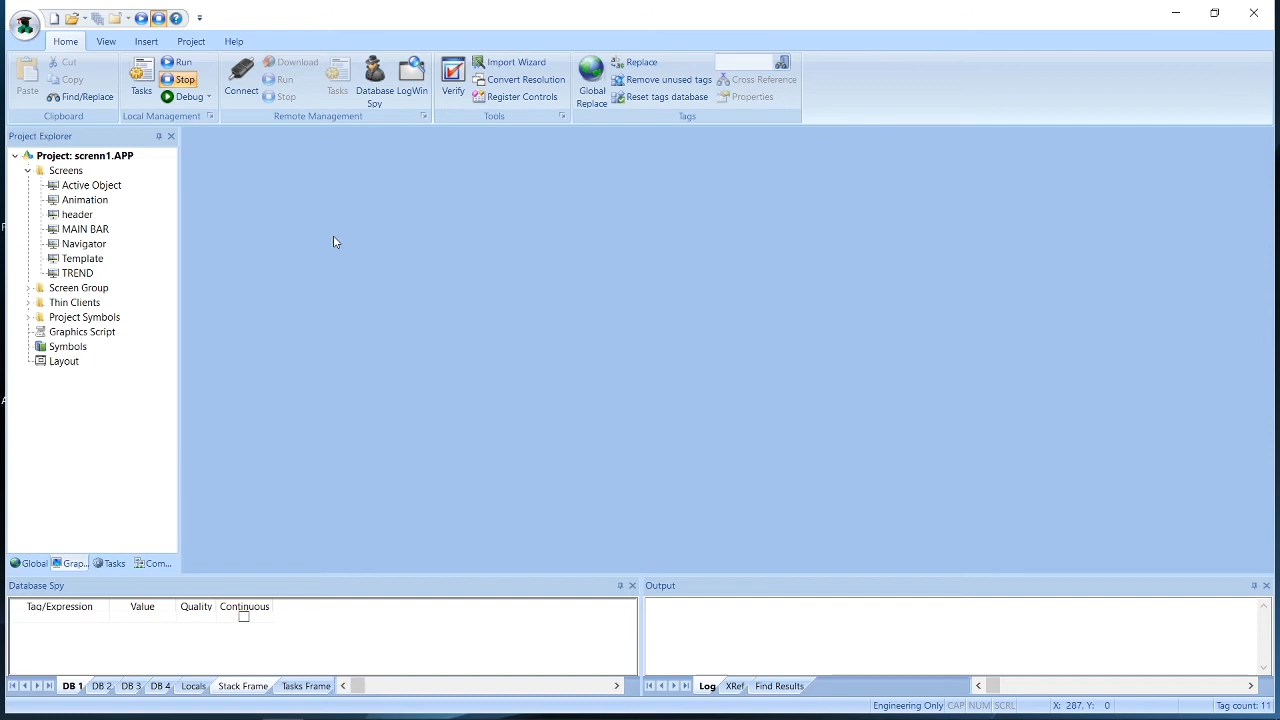 Home View Insert Project Help
Paste
Cut
Copy
Find/Replace
Clipboard
Tasks
Run
Stop
Debug
Local Management
Connect
Download
Run
Stop
Tasks
Database Spy
LogWin
Remote Management
Verify
Import Wizard
Convert Resolution
Register Controls
Tools
Global Replace
Replace
Remove unused tags
Reset tags database
Cross Reference
Properties
Tags
Project Explorer
Project: screnn1.APP
Screens
Active Object
Animation
header
MAIN BAR
Navigator
Template
TREND
Screen Group
Thin Clients
Project Symbols
Graphics Script
Symbols
Layout
Global Grap... Tasks Com...
Database Spy
Tag/Expression Value Quality Continuous
DB 1 DB 2 DB 3 DB 4 Locals Stack Frame Tasks Frame
Output
Log XRef Find Results
Engineering Only CAP NUM SCRL X: 287, Y: 0 Tag count: 11